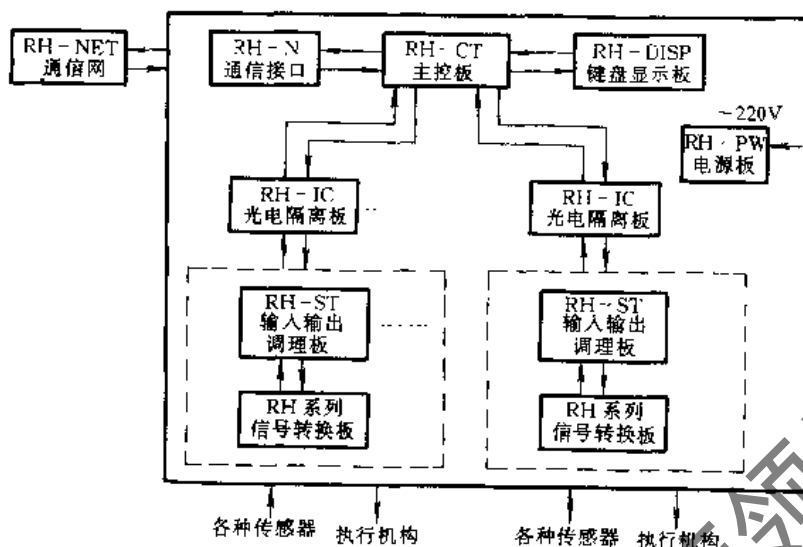 RH-NET
通信网
RH-N
通信接口
RH-CT
主控板
RH-DISP
键盘显示板
~220V
RH-PW
电源板
RH-IC
光电隔离板
RH-IC
光电隔离板
RH-ST
输入输出
调理板
RH-ST
输入输出
调理板
RH系列
信号转换板
RH系列
信号转换板
各种传感器
执行机构
各种传感器
执行机构
领